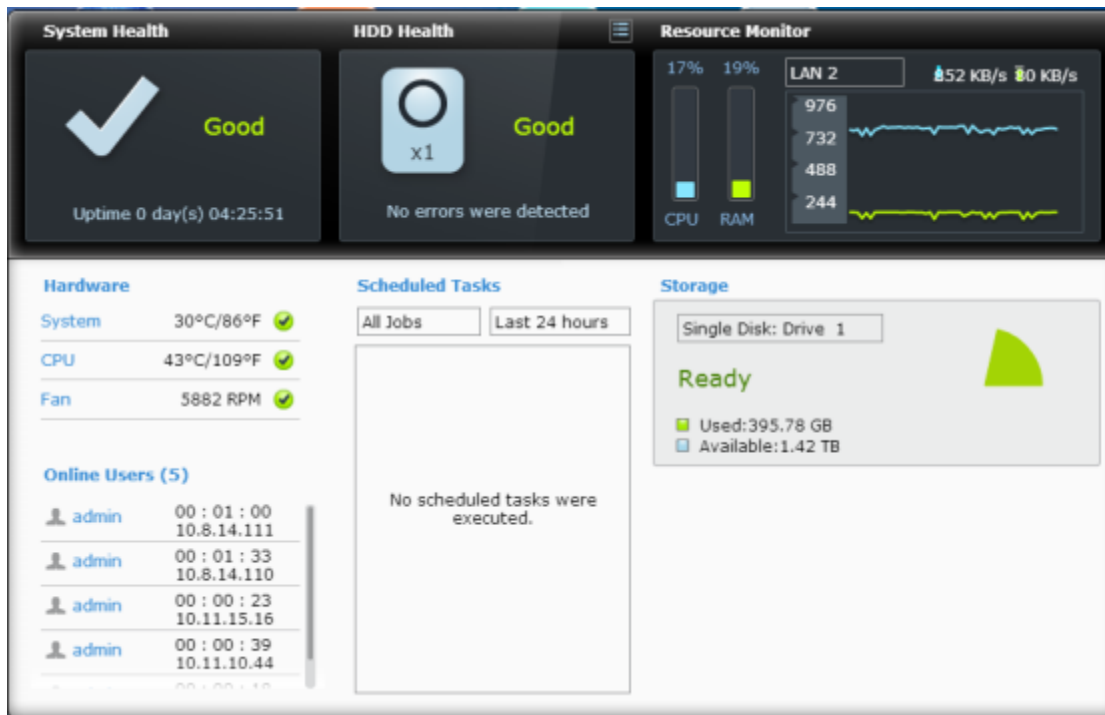 System Health
Good
Uptime 0 day(s) 04:25:51
HDD Health
x1
Good
No errors were detected
Resource Monitor
17% 19%
CPU RAM
LAN 2
KB/s KB/s
976
732
488
244
Hardware
System 30°C/86°F
CPU 43°C/109°F
Fan 5882 RPM
Online Users (5)
admin 00 : 01 : 00
10.8.14.111
admin 00 : 01 : 33
10.8.14.110
admin 00 : 00 : 23
10.11.15.16
admin 00 : 00 : 39
10.11.10.44
Scheduled Tasks
All Jobs Last 24 hours
No scheduled tasks were
executed.
Storage
Single Disk: Drive 1
Ready
Used:395.78 GB
Available:1.42 TB